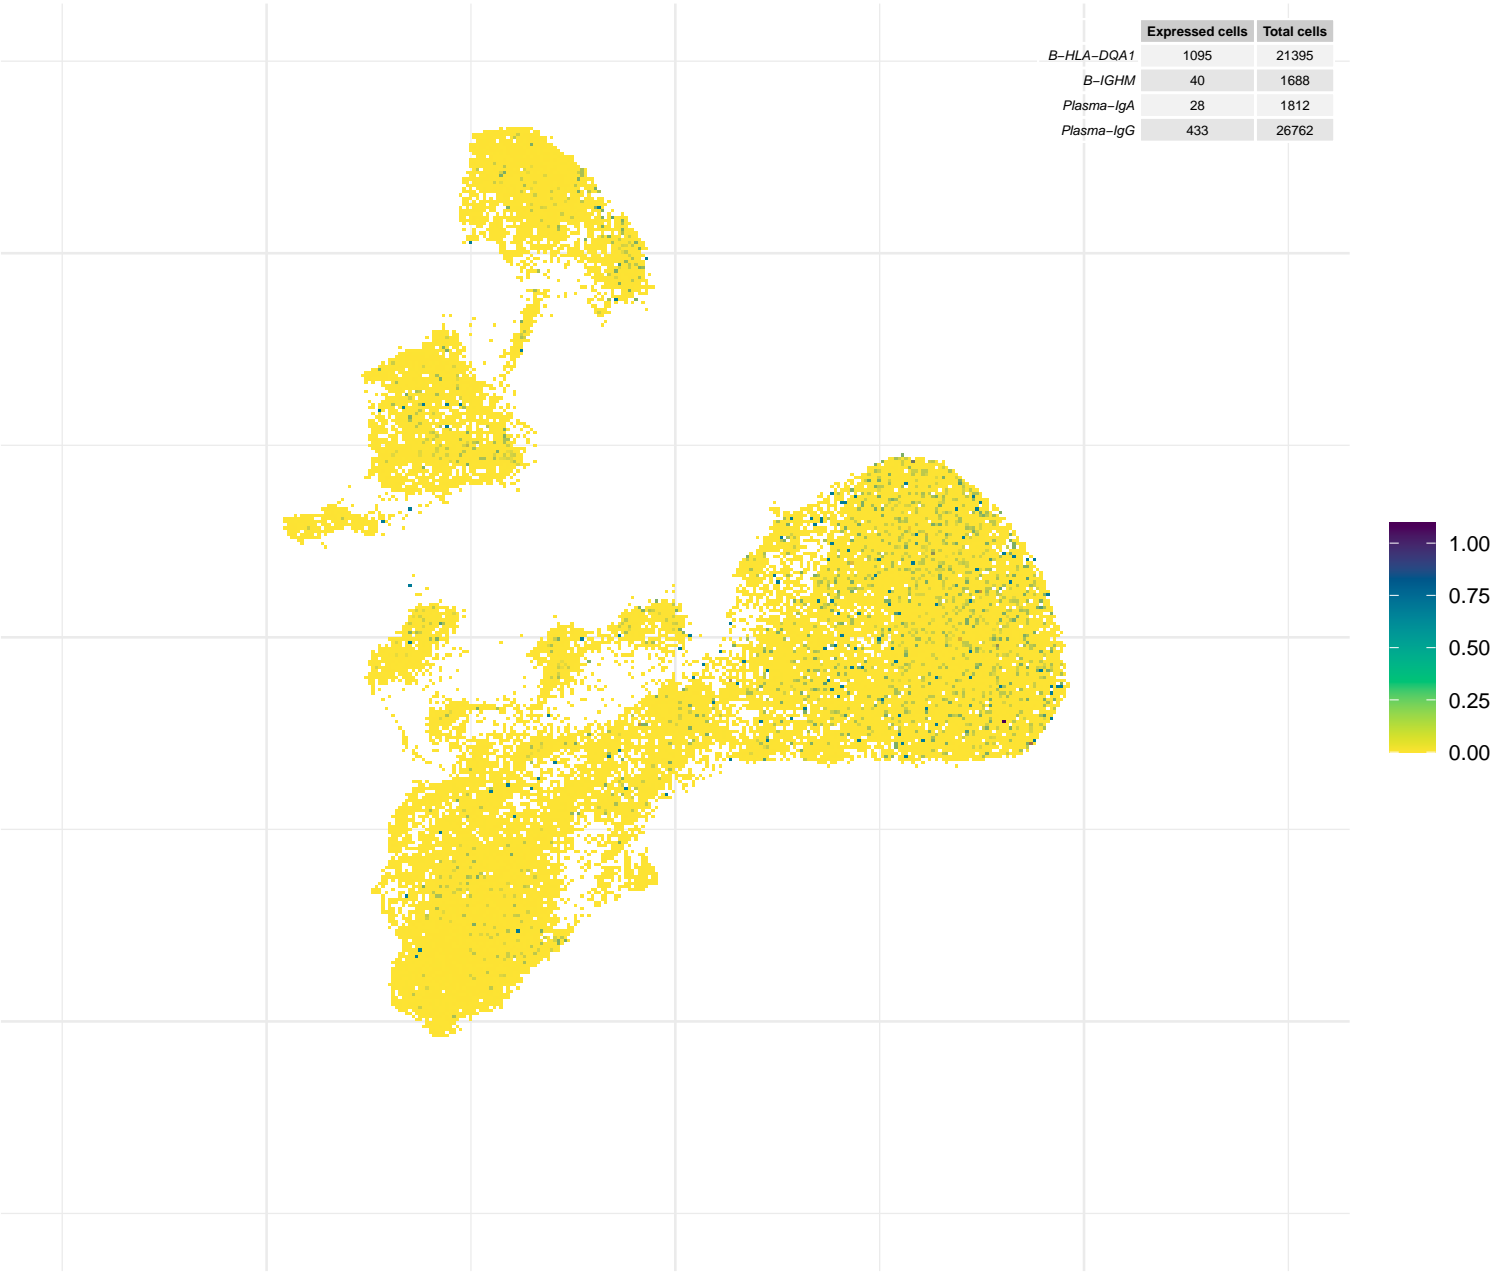 Expressed cells Total cells
B−HLA−DQA1 1095 21395
B−IGHM 40 1688
Plasma−IgA 28 1812
Plasma−IgG 433 26762
1.00
0.75
0.50
0.25
0.00